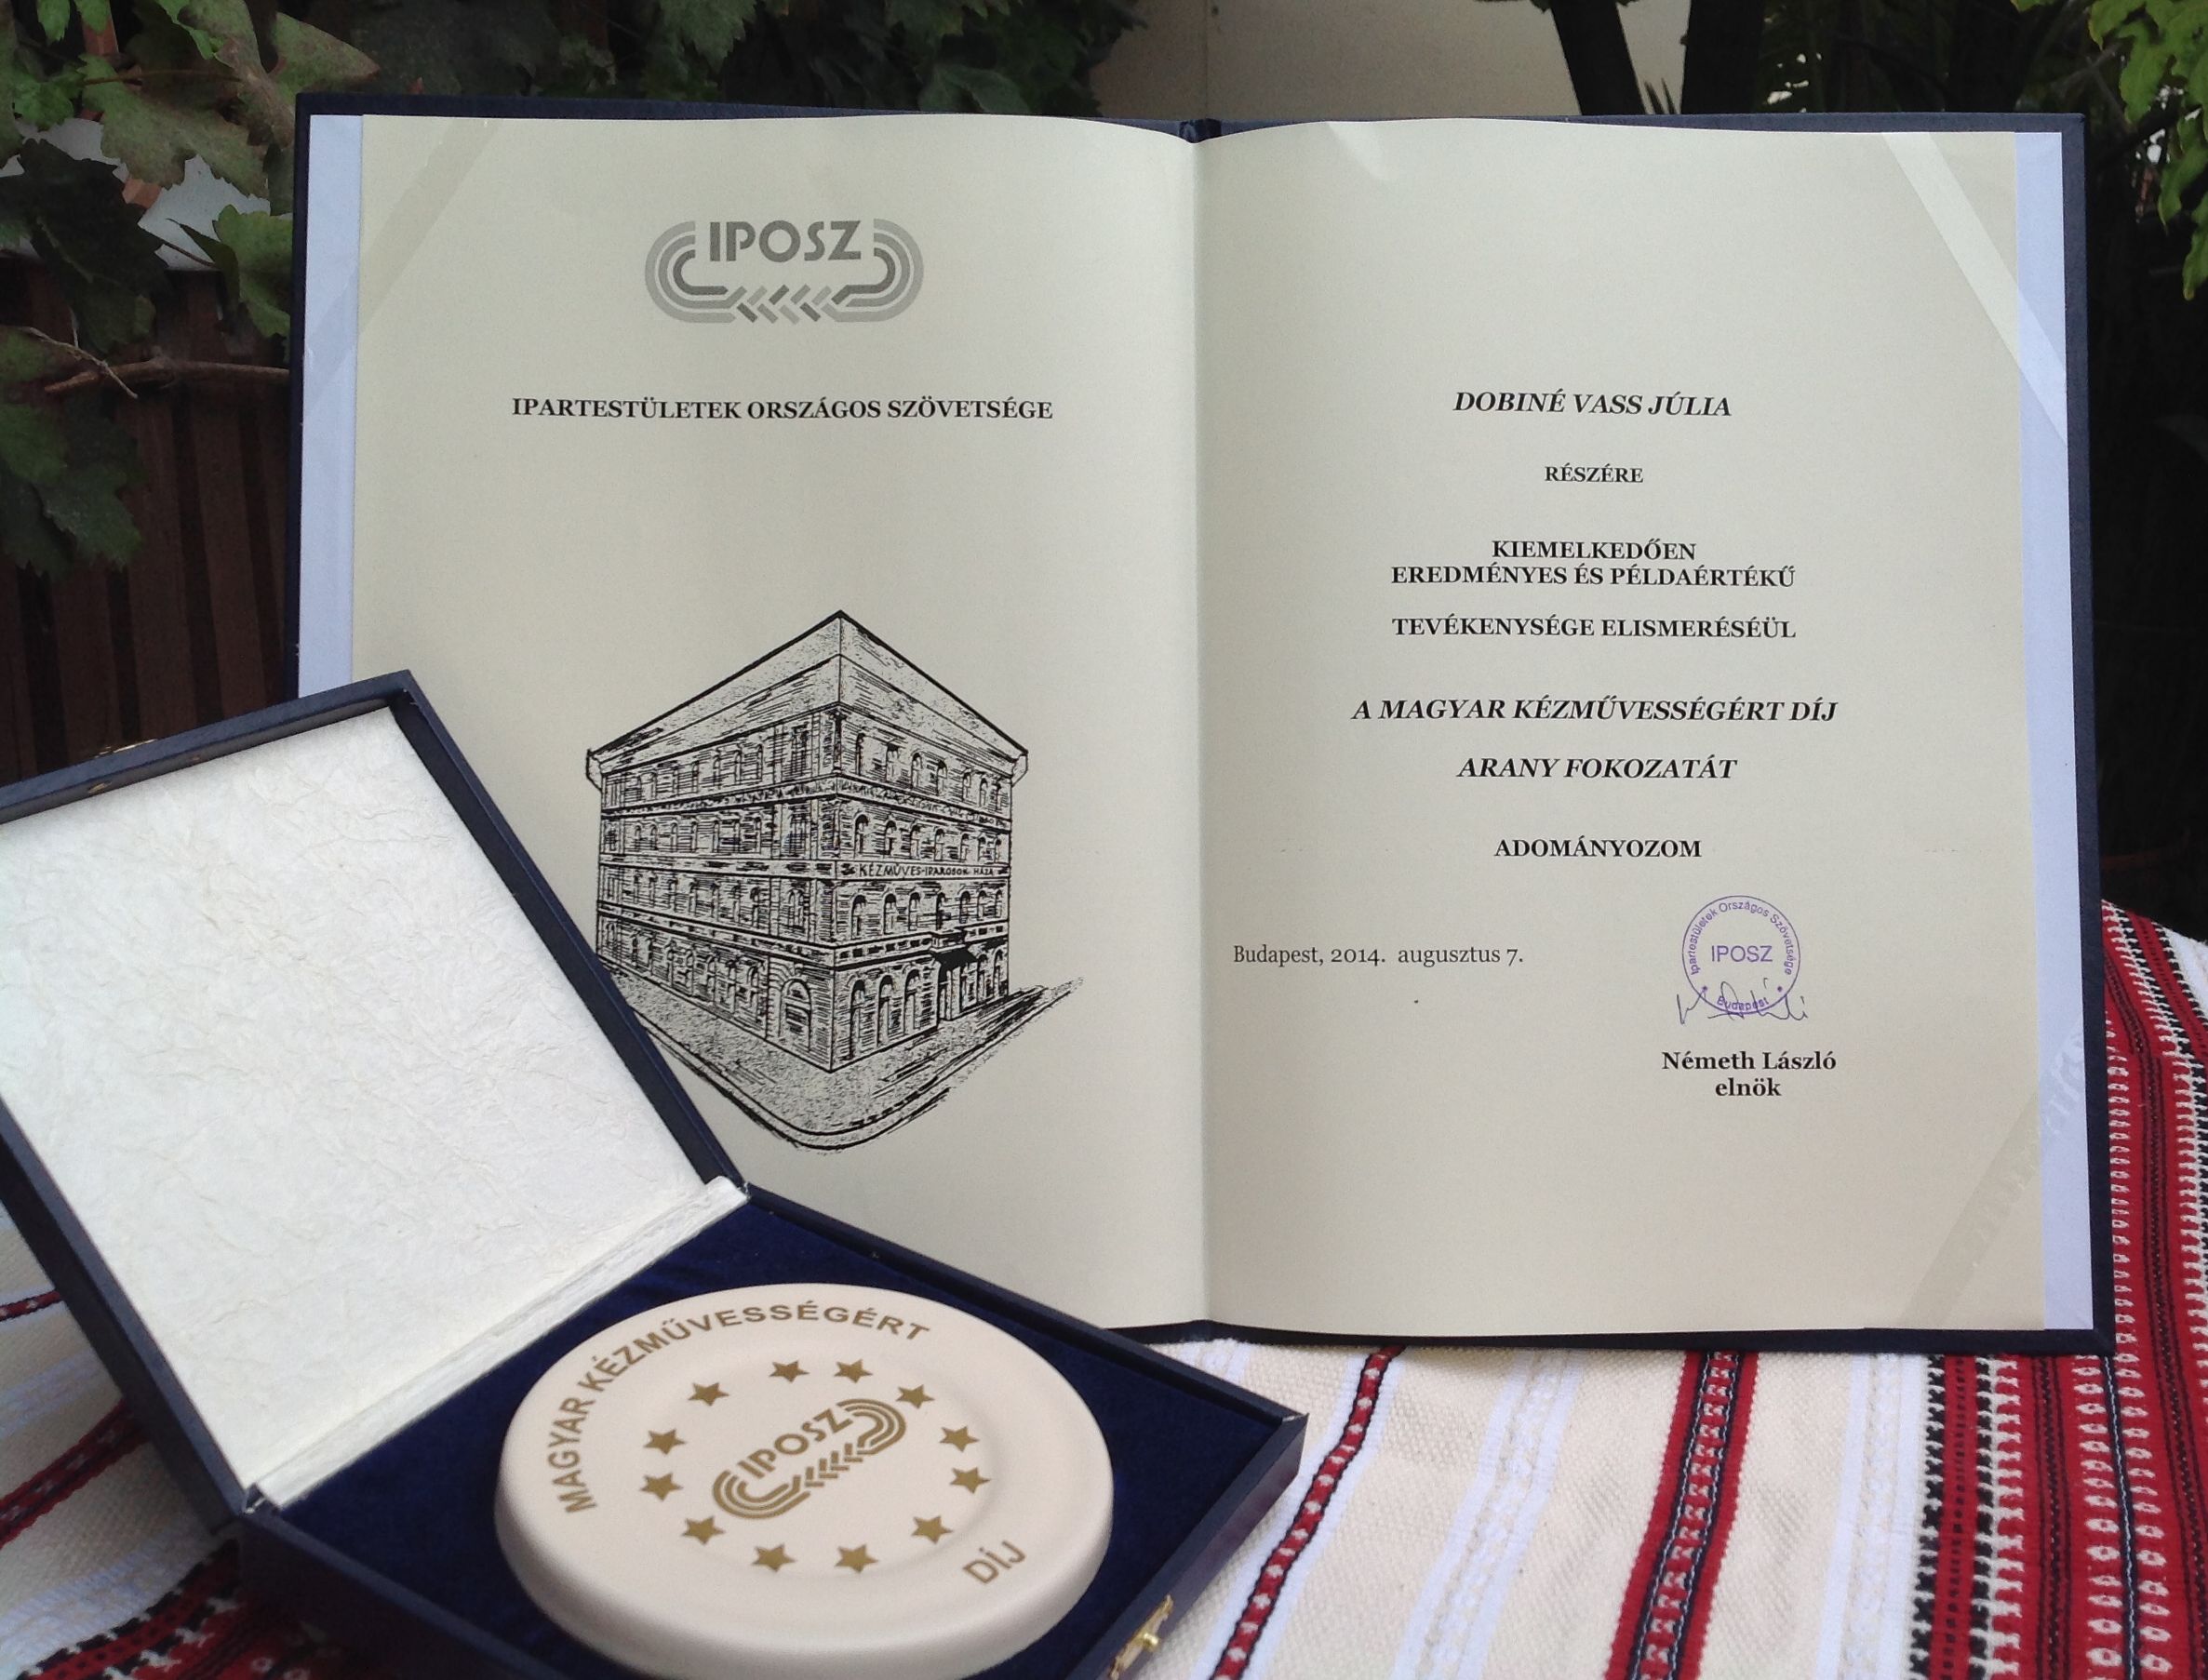 IPOSZ
IPARTESTÜLETEK ORSZÁGOS SZÖVETSÉGE
KÉZMŰVES-IPAROSOK HÁZA
DOBINÉ VASS JÚLIA
RÉSZÉRE
KIEMELKEDŐEN
EREDMÉNYES ÉS PÉLDAÉRTÉKŰ
TEVÉKENYSÉGE ELISMERÉSÉÜL
A MAGYAR KÉZMŰVESSÉGÉRT DÍJ
ARANY FOKOZATÁT
ADOMÁNYOZOM
Budapest, 2014. augusztus 7.
Ipartestületek Országos Szövetsége
IPOSZ
Budapest
Németh László
elnök
MAGYAR KÉZMŰVESSÉGÉRT
IPOSZ
DÍJ